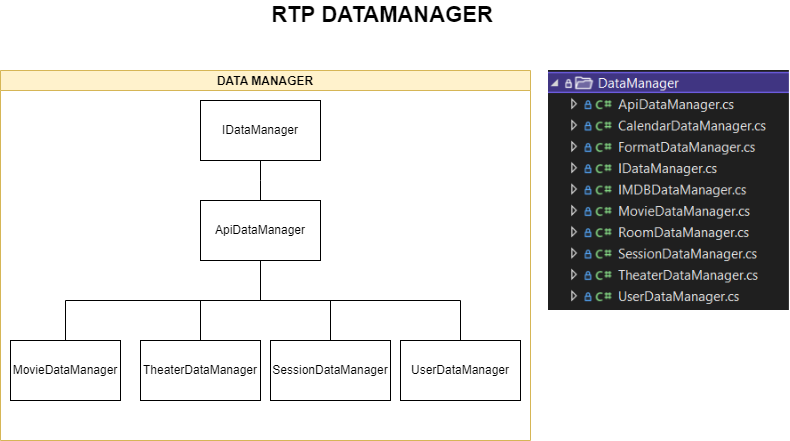 RTP DATAMANAGER
DATA MANAGER
IDataManager
ApiDataManager
MovieDataManager
TheaterDataManager
SessionDataManager
UserDataManager
DataManager
C# ApiDataManager.cs
C# CalendarDataManager.cs
C# FormatDataManager.cs
C# IDataManager.cs
C# IMDBDataManager.cs
C# MovieDataManager.cs
C# RoomDataManager.cs
C# SessionDataManager.cs
C# TheaterDataManager.cs
C# UserDataManager.cs